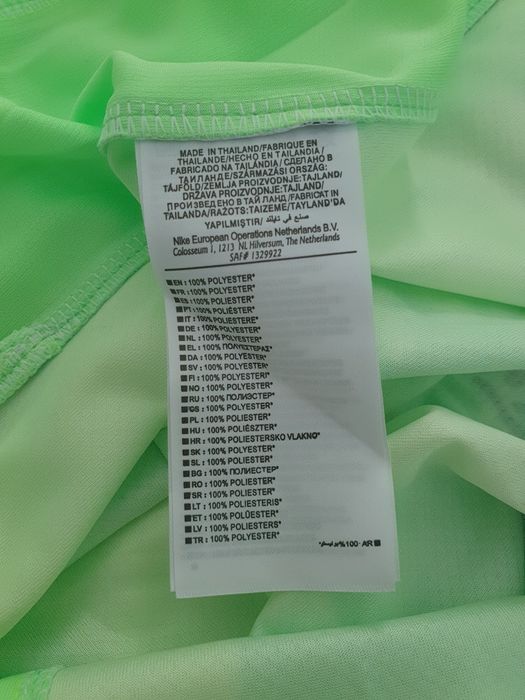 MADE IN THAILAND/FABRIQUE EN
THAILANDE/HECHO EN TAILANDIA/
FABRICADO NA TAILÂNDIA/СДЕЛАНО В
ТАИЛАНДЕ/SZÁRMAZÁSI ORSZÁG:
TÁJFÖLD/ZEMLJA PROIZVODNJE:TAJLAND/
DRŽAVA PROIZVODNJE:TAJLAND/
ПРОИЗВЕДЕНО В ТАЙЛАНД/FABRICAT IN
TAILANDA/RAŽOTS:TAIZEME/TAYLAND'DA
YAPILMIŞTIR/ صنع في تايلاند
Nike European Operations Netherlands B.V.
Colosseum 1, 1213 NL Hilversum, The Netherlands
SAF# 1329922
EN : 100% POLYESTER*
FR : 100% POLYESTER*
ES : 100% POLIÉSTER*
PT : 100% POLIÉSTER*
IT : 100% POLIESTERE*
DE : 100% POLYESTER*
NL : 100% POLYESTER*
EL : 100% ΠΟΛΥΕΣΤΕΡΑΣ*
DA : 100% POLYESTER*
SV : 100% POLYESTER*
FI : 100% POLYESTER*
NO : 100% POLYESTER*
RU : 100% ПОЛИЭСТЕР*
CS : 100% POLYESTER*
PL : 100% POLIESTER*
HU : 100% POLIÉSZTER*
HR : 100% POLIESTERSKO VLAKNO*
SK : 100% POLYESTER*
SL : 100% POLIESTER*
BG : 100% ПОЛИЕСТЕР*
RO : 100% POLIESTER*
SR : 100% POLIESTER*
LT : 100% POLIESTERIS*
ET : 100% POLÜESTER*
LV : 100% POLIESTERS*
TR : 100% POLYESTER*
AR : 100% بوليستر*